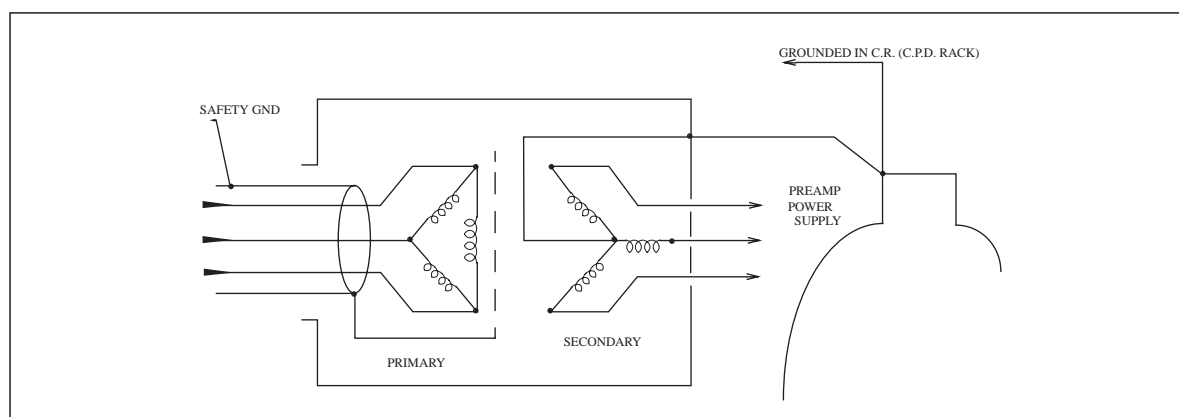 GROUNDED IN C.R. (C.P.D. RACK)
SAFETY GND
PREAMP
POWER
SUPPLY
SECONDARY
PRIMARY